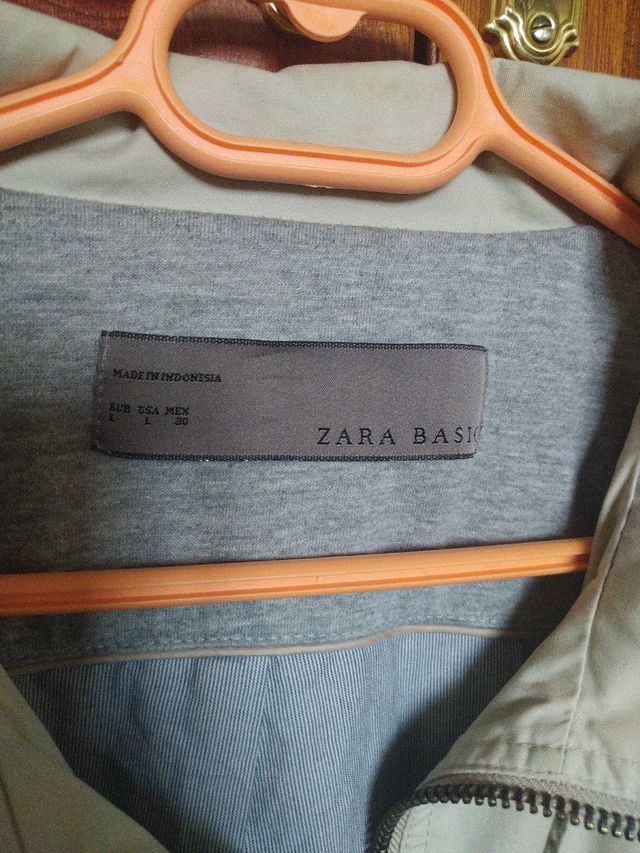 MADE IN INDONESIA
EUR USA MEX
L L 30
ZARA BASIC